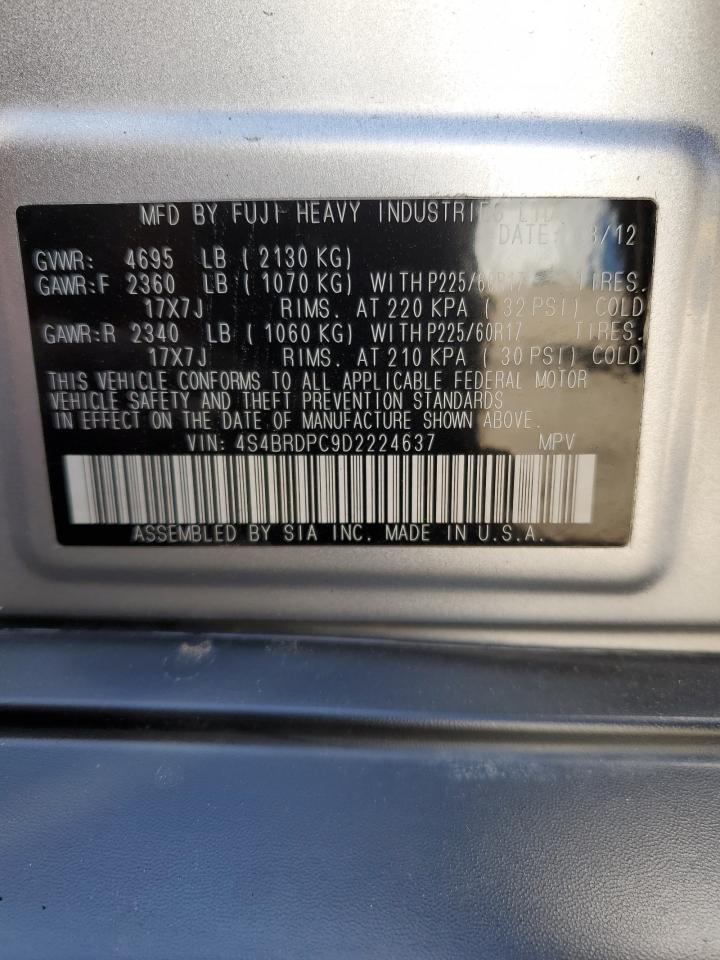 MFD BY FUJI HEAVY INDUSTRIES LTD.
DATE: 8/12
GVWR: 4695 LB ( 2130 KG)
GAWR:F 2360 LB ( 1070 KG) WITH P225/60R17 TIRES.
17X7J RIMS. AT 220 KPA ( 32 PSI) COLD
GAWR:R 2340 LB ( 1060 KG) WITH P225/60R17 TIRES.
17X7J RIMS. AT 210 KPA ( 30 PSI) COLD
THIS VEHICLE CONFORMS TO ALL APPLICABLE FEDERAL MOTOR
VEHICLE SAFETY AND THEFT PREVENTION STANDARDS
IN EFFECT ON THE DATE OF MANUFACTURE SHOWN ABOVE.
VIN: 4S4BRDPC9D2224637 MPV
ASSEMBLED BY SIA INC. MADE IN U.S.A.